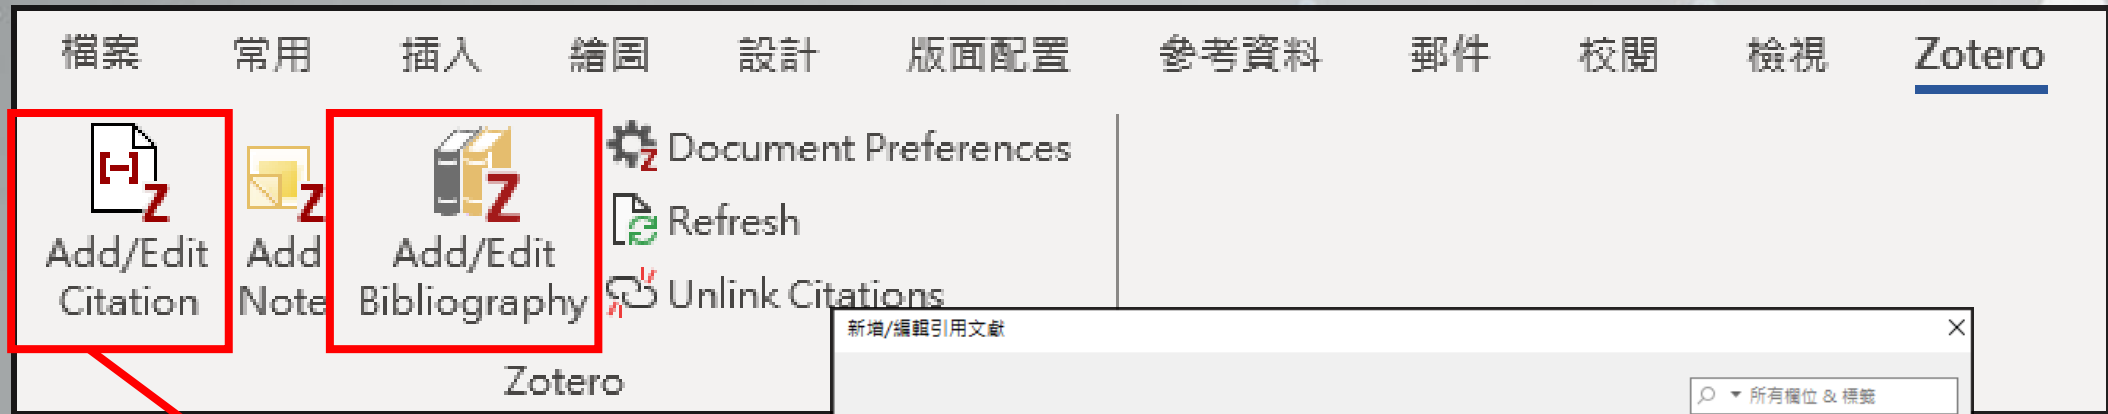 檔案 常用 插入 繪圖 設計 版面配置 參考資料 郵件 校閱 檢視 Zotero
Add/Edit Citation
Add Note
Add/Edit Bibliography
Document Preferences
Refresh
Unlink Citations
Zotero
新增/編輯引用文獻
所有欄位 & 標籤